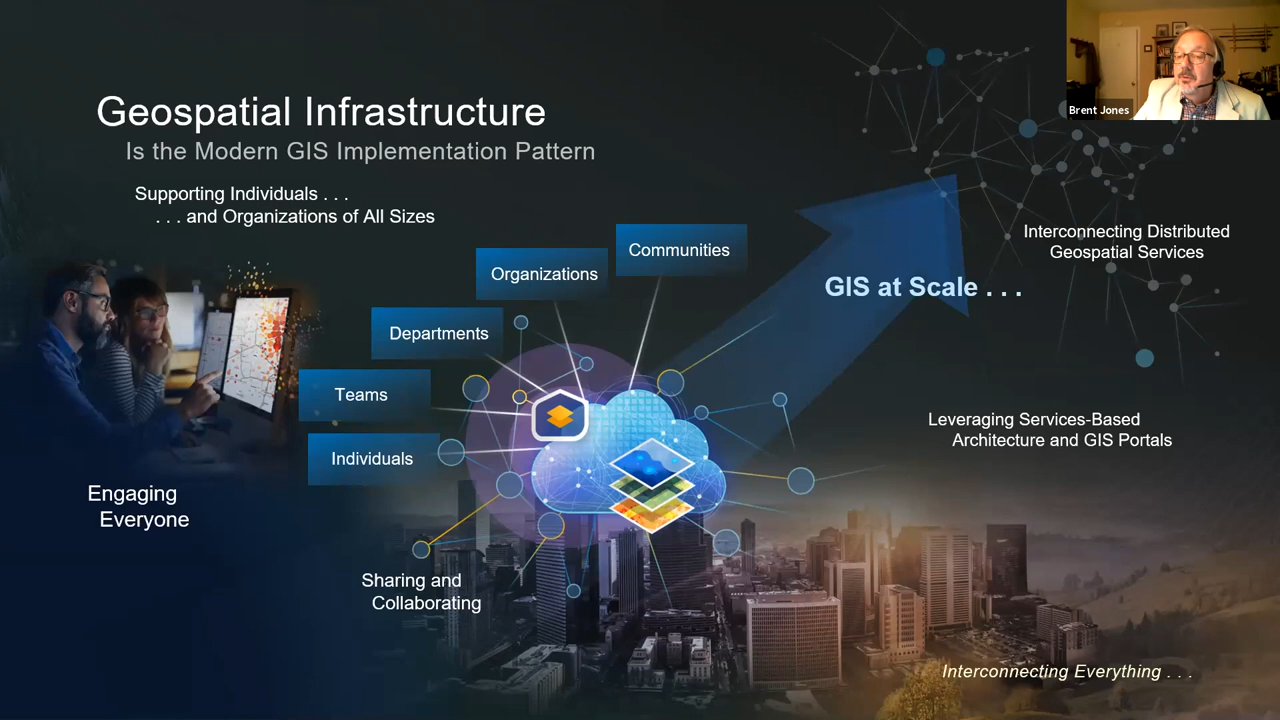 Geospatial Infrastructure
Is the Modern GIS Implementation Pattern
Supporting Individuals . . .
. . . and Organizations of All Sizes
Brent Jones
Communities
Organizations
Departments
Teams
Individuals
Interconnecting Distributed
Geospatial Services
GIS at Scale . . .
Leveraging Services-Based
Architecture and GIS Portals
Engaging
Everyone
Sharing and
Collaborating
Interconnecting Everything . . .